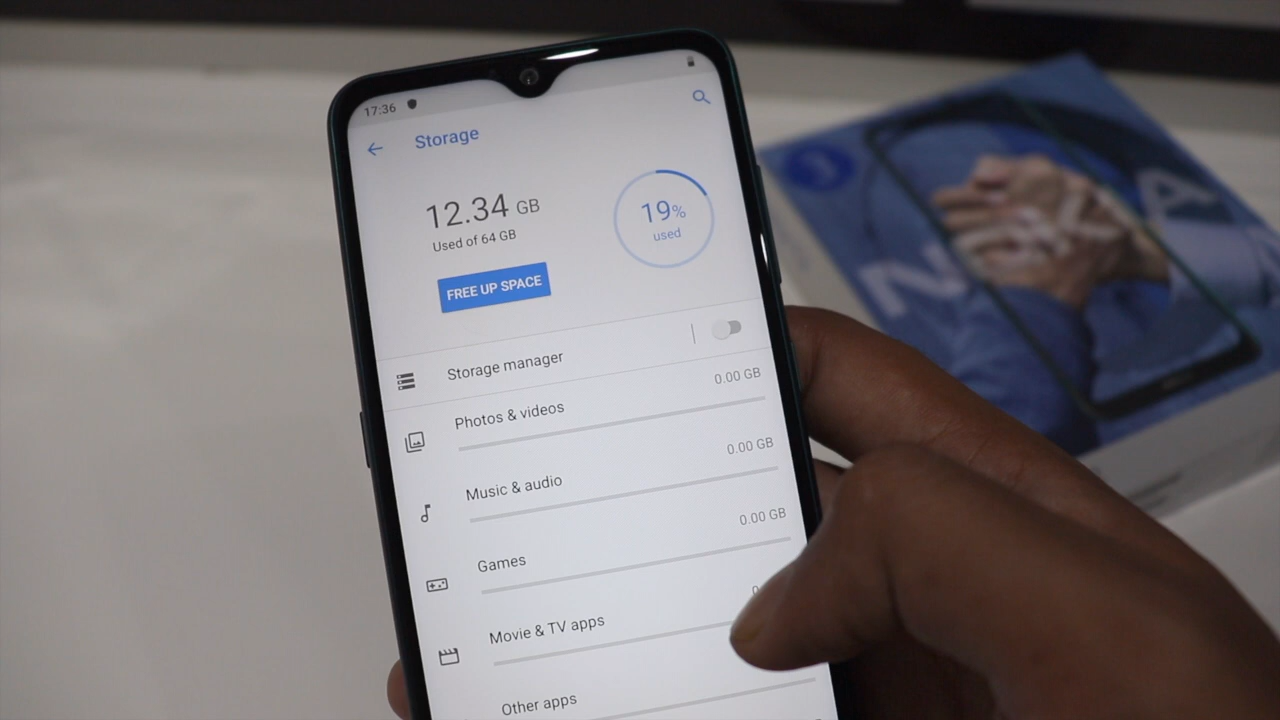 17:36
Storage
12.34 GB
Used of 64 GB
19%
used
FREE UP SPACE
Storage manager
Photos & videos
0.00 GB
Music & audio
0.00 GB
Games
0.00 GB
Movie & TV apps
Other apps